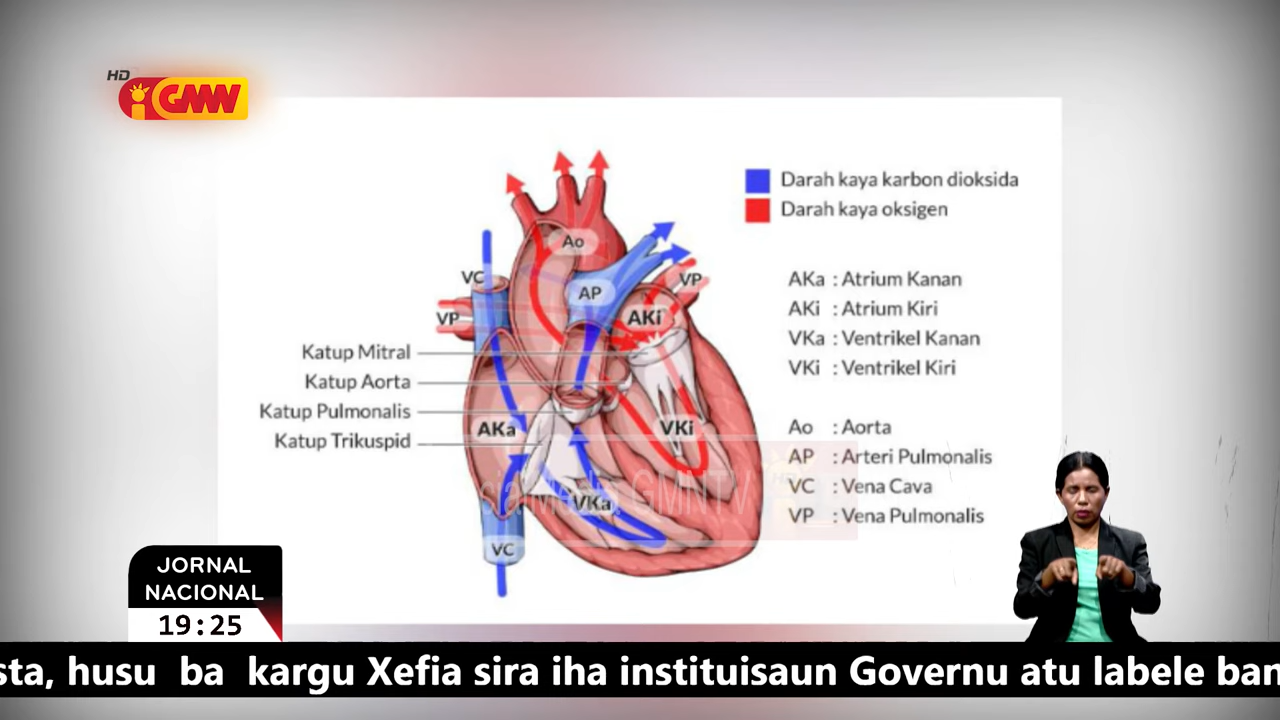 HD
GMN
Darah kaya karbon dioksida
Darah kaya oksigen
Ao
VC
AP
VP
VP
AKi
AKa : Atrium Kanan
AKi : Atrium Kiri
VKa : Ventrikel Kanan
VKi : Ventrikel Kiri
Katup Mitral
Katup Aorta
Katup Pulmonalis
Katup Trikuspid
AKa
VKi
VKa
VC
Ao : Aorta
AP : Arteri Pulmonalis
VC : Vena Cava
VP : Vena Pulmonalis
GMNTV
JORNAL
NACIONAL
19:25
husu ba kargu Xefia sira iha instituisaun Governu atu labele